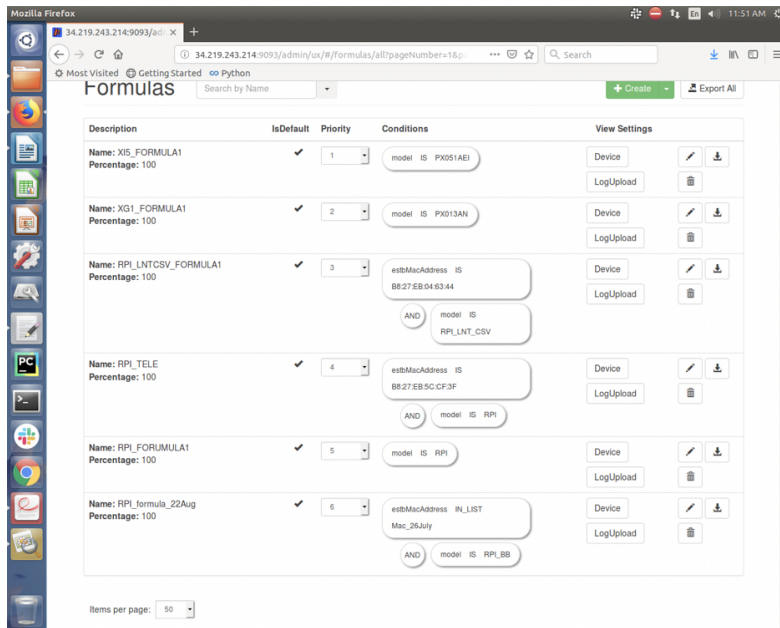 Mozilla Firefox
En
11:51 AM
34.219.243.214:9093/adm
34.219.243.214:9093/admin/ux/#/formulas/all?pageNumber=1&p
Search
Most Visited Getting Started Python
Formulas
Search by Name
+ Create
Export All
Description IsDefault Priority Conditions View Settings
Name: XI5_FORMULA1
Percentage: 100
1
model IS PX051AEI
Device
LogUpload
Name: XG1_FORMULA1
Percentage: 100
2
model IS PX013AN
Device
LogUpload
Name: RPI_LNTCSV_FORMULA1
Percentage: 100
3
estbMacAddress IS
B8:27:EB:04:63:44
AND
model IS
RPI_LNT_CSV
Device
LogUpload
Name: RPI_TELE
Percentage: 100
4
estbMacAddress IS
B8:27:EB:5C:CF:3F
AND
model IS RPI
Device
LogUpload
Name: RPI_FORUMULA1
Percentage: 100
5
model IS RPI
Device
LogUpload
Name: RPI_formula_22Aug
Percentage: 100
6
estbMacAddress IN_LIST
Mac_26July
AND
model IS RPI_BB
Device
LogUpload
Items per page: 50
PC